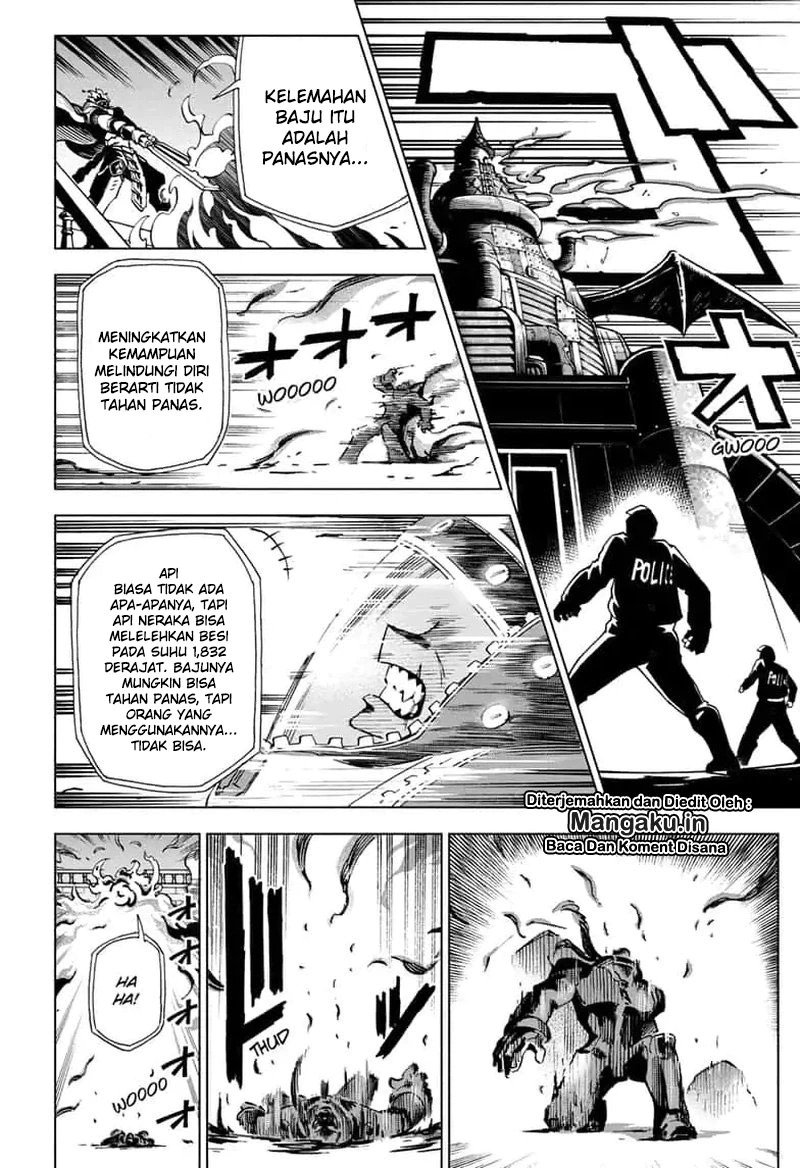 KELEMAHAN
BAJU ITU
ADALAH
PANASNYA...
MENINGKATKAN
KEMAMPUAN
MELINDUNGI DIRI
BERARTI TIDAK
TAHAN PANAS.
オオオ
WOOOOO
オ
GWOOO
POLICE
POLI
API
BIASA TIDAK ADA
APA-APANYA, TAPI
API NERAKA BISA
MELELEHKAN BESI
PADA SUHU 1,832
DERAJAT. BAJUNYA
MUNGKIN BISA
TAHAN PANAS, TAPI
ORANG YANG
MENGGUNAKANNYA...
TIDAK BISA.
Diterjemahkan dan Diedit Oleh :
Mangaku.in
Baca Dan Koment Disana
HA
HA!
オオオオオ
WOOOO
ドッ
THUD